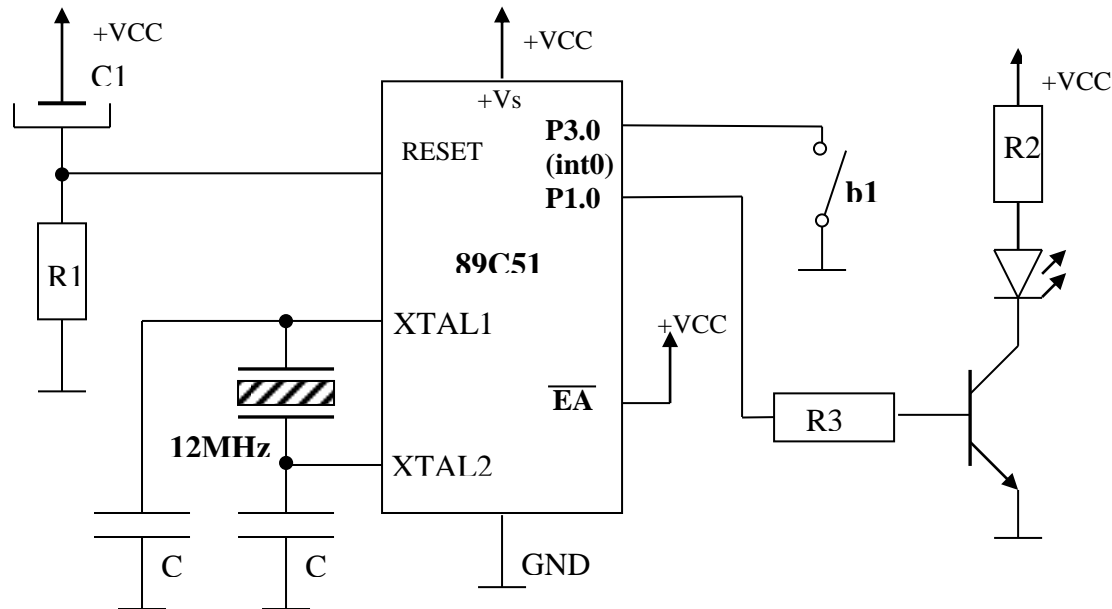 +VCC
C1
+VCC
+Vs
RESET
P3.0
(int0)
P1.0
b1
+VCC
R2
R1
89C51
XTAL1
+VCC
EA
12MHz
XTAL2
R3
C
C
GND